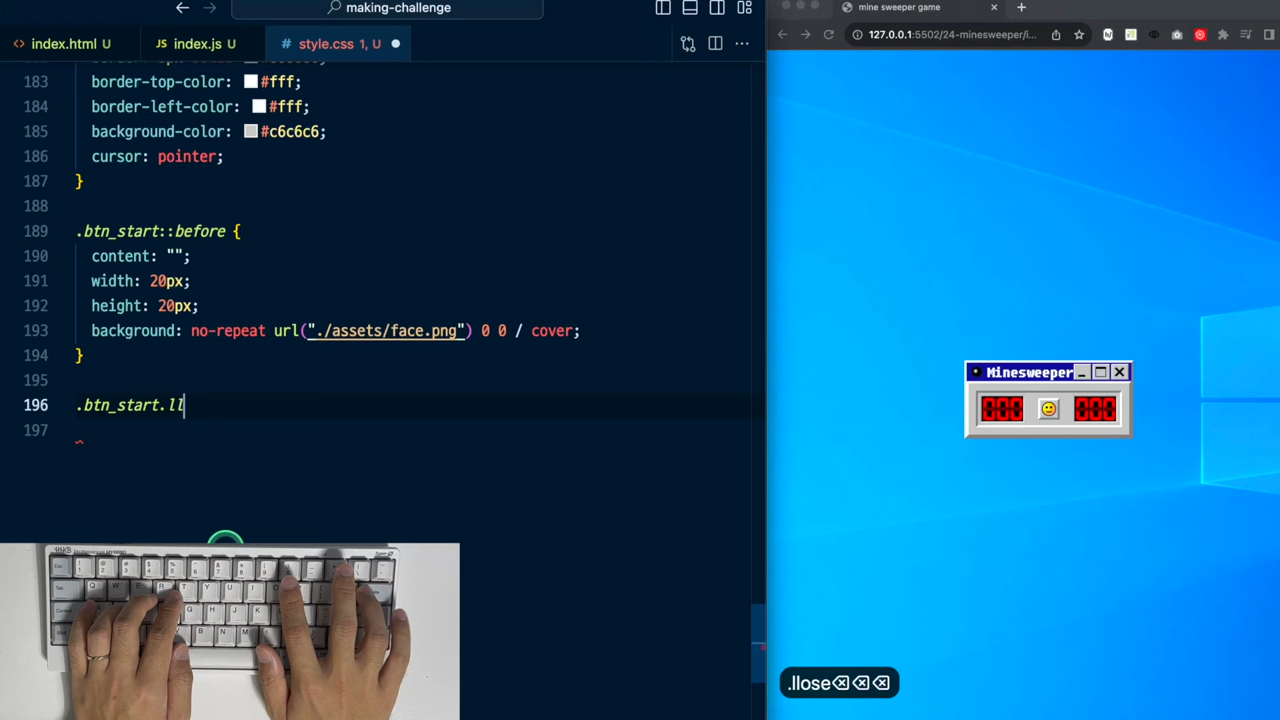 making-challenge
mine sweeper game
index.html U
JS index.js U
# style.css 1, U
127.0.0.1:5502/24-minesweeper/i...
183 border-top-color: #fff;
184 border-left-color: #fff;
185 background-color: #c6c6c6;
186 cursor: pointer;
187 }
188
189 .btn_start::before {
190 content: "";
191 width: 20px;
192 height: 20px;
193 background: no-repeat url("./assets/face.png") 0 0 / cover;
194 }
195
196 .btn_start.ll
197
Minesweeper
000 000
.llose⌫⌫⌫